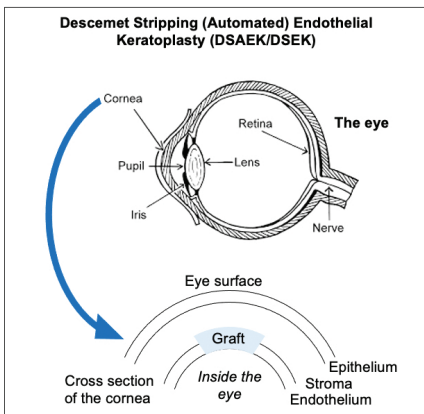 Descemet Stripping (Automated) Endothelial
Keratoplasty (DSAEK/DSEK)
Cornea
Retina
The eye
Pupil
Lens
Iris
Nerve
Eye surface
Graft
Epithelium
Cross section
of the cornea
Inside the
eye
Stroma
Endothelium